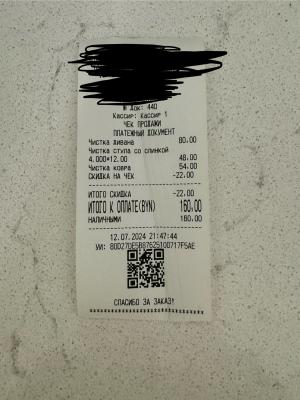 № Док: 440
Кассир: Кассир 1
ЧЕК ПРОДАЖИ
ПЛАТЕЖНЫЙ ДОКУМЕНТ
Чистка дивана 80.00
Чистка стула со спинкой
4.000*12.00 48.00
Чистка ковра 54.00
СКИДКА НА ЧЕК -22.00
ИТОГО СКИДКА -22.00
ИТОГО К ОПЛАТЕ(BYN) 160.00
НАЛИЧНЫМИ 160.00
12.07.2024 21:47:44
УИ: 80D27DE5B87625100717F5AE
СПАСИБО ЗА ЗАКАЗ!